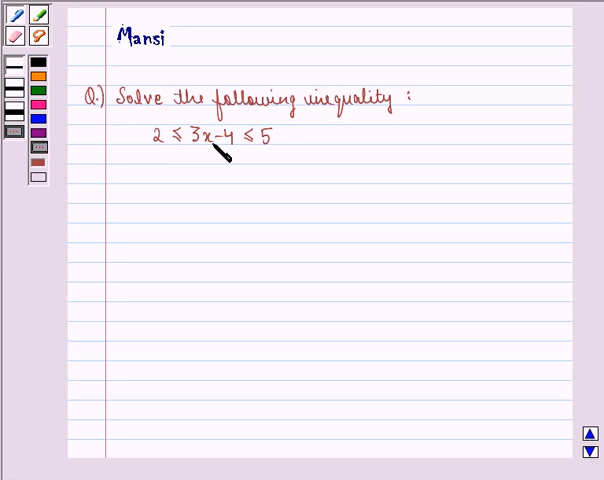 Mansi
Q.) Solve the following inequality :
2 ⩽ 3x-4 ⩽ 5